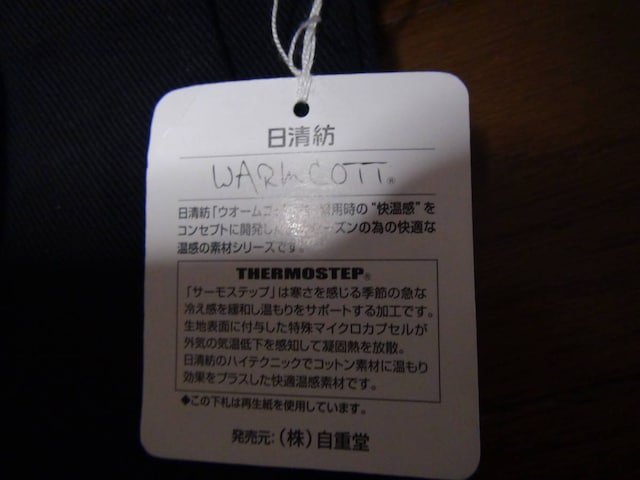 日清紡
WARMCOTT®
日清紡「ウオームコ 用時の"快温感"を
コンセプトに開発し ーズンの為の快適な
温感の素材シリーズです。
THERMOSTEP®
「サーモステップ」は寒さを感じる季節の急な
冷え感を緩和し温もりをサポートする加工です。
生地表面に付与した特殊マイクロカプセルが
外気の気温低下を感知して凝固熱を放散。
日清紡のハイテクニックでコットン素材に温もり
効果をプラスした快適温感素材です。
◆この下札は再生紙を使用しています。
発売元:(株)自重堂